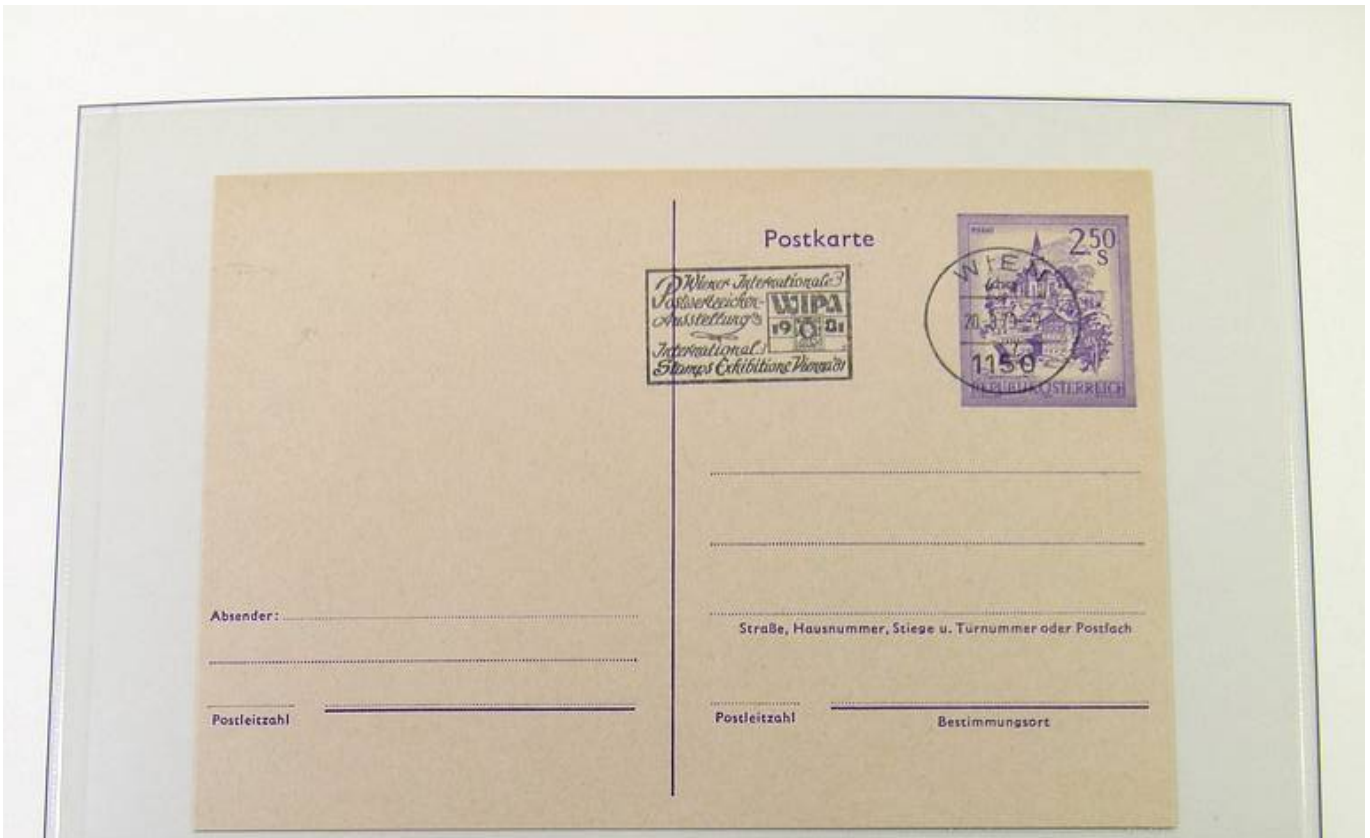 Postkarte
2 50
S
Wiener Internationale
Postwertzeichen-
Ausstellung
WIPA
1981
International
Stamps Exhibitions Vienna 81
WIEN
1150
REPUBLIK ÖSTERREICH
Absender:
Straße, Hausnummer, Stiege u. Türnummer oder Postfach
Postleitzahl
Postleitzahl
Bestimmungsort